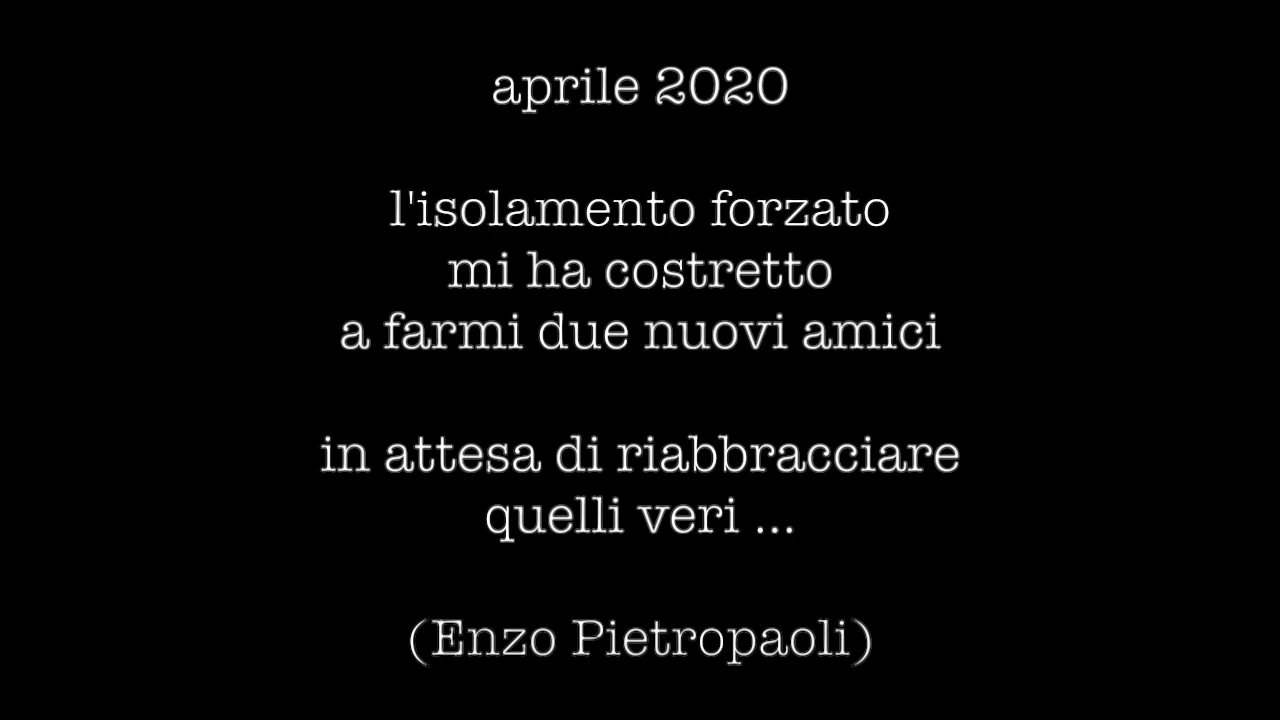 aprile 2020
l'isolamento forzato
mi ha costretto
a farmi due nuovi amici
in attesa di riabbracciare
quelli veri ...
(Enzo Pietropaoli)